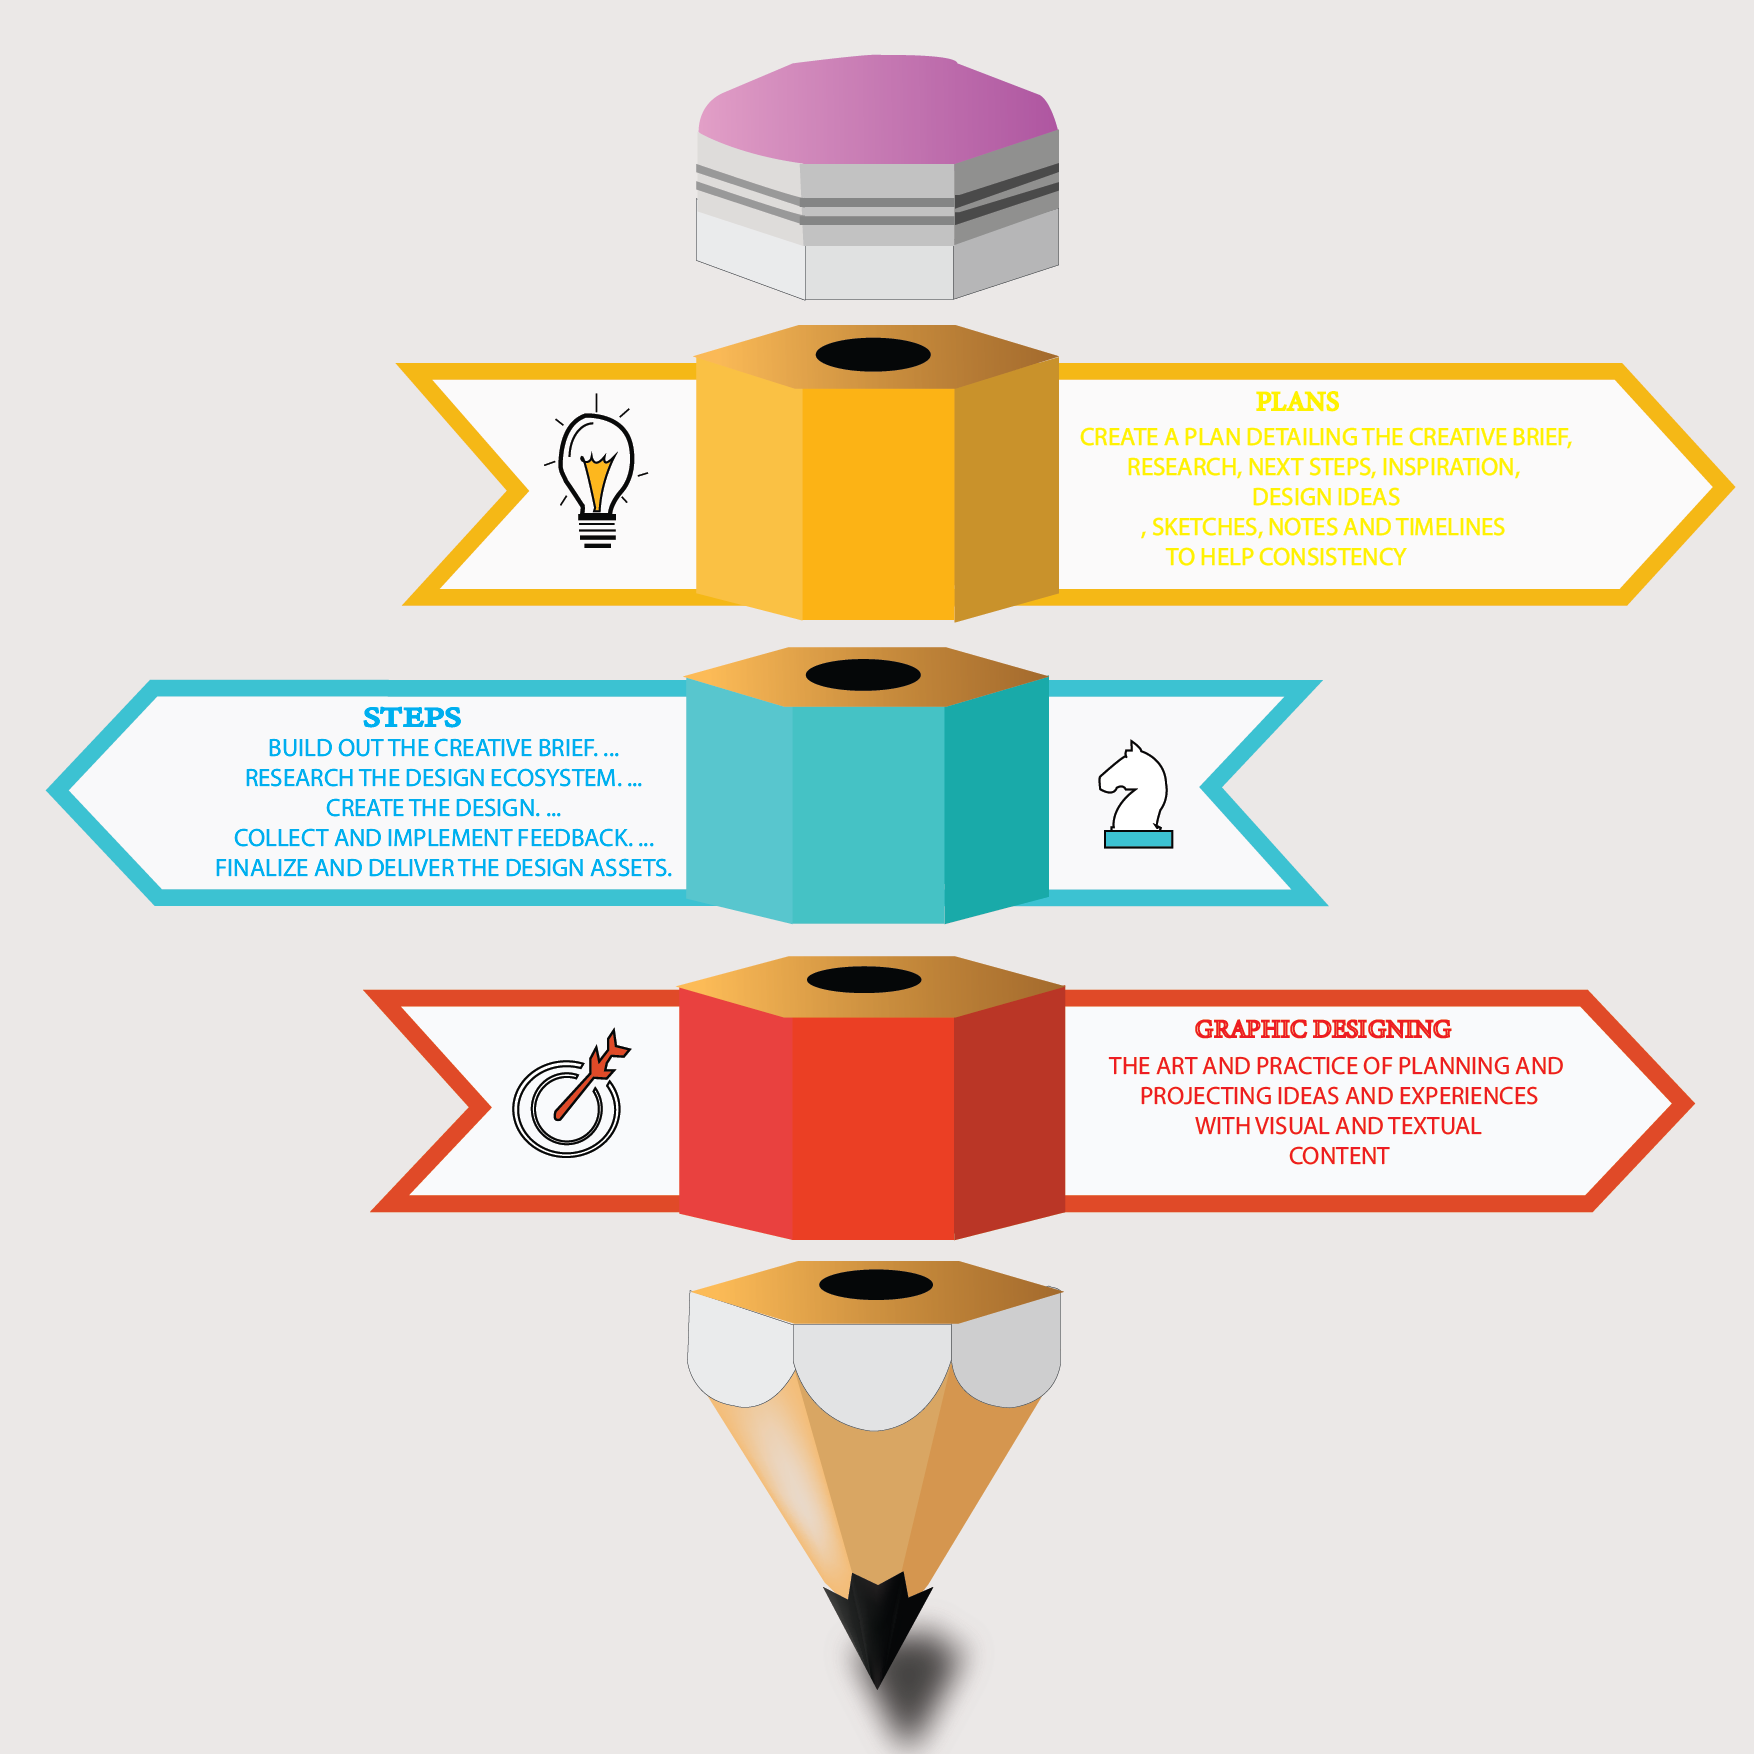 PLANS
CREATE A PLAN DETAILING THE CREATIVE BRIEF,
RESEARCH, NEXT STEPS, INSPIRATION,
DESIGN IDEAS
, SKETCHES, NOTES AND TIMELINES
TO HELP CONSISTENCY
STEPS
BUILD OUT THE CREATIVE BRIEF. ...
RESEARCH THE DESIGN ECOSYSTEM. ...
CREATE THE DESIGN. ...
COLLECT AND IMPLEMENT FEEDBACK. ...
FINALIZE AND DELIVER THE DESIGN ASSETS.
GRAPHIC DESIGNING
THE ART AND PRACTICE OF PLANNING AND
PROJECTING IDEAS AND EXPERIENCES
WITH VISUAL AND TEXTUAL
CONTENT